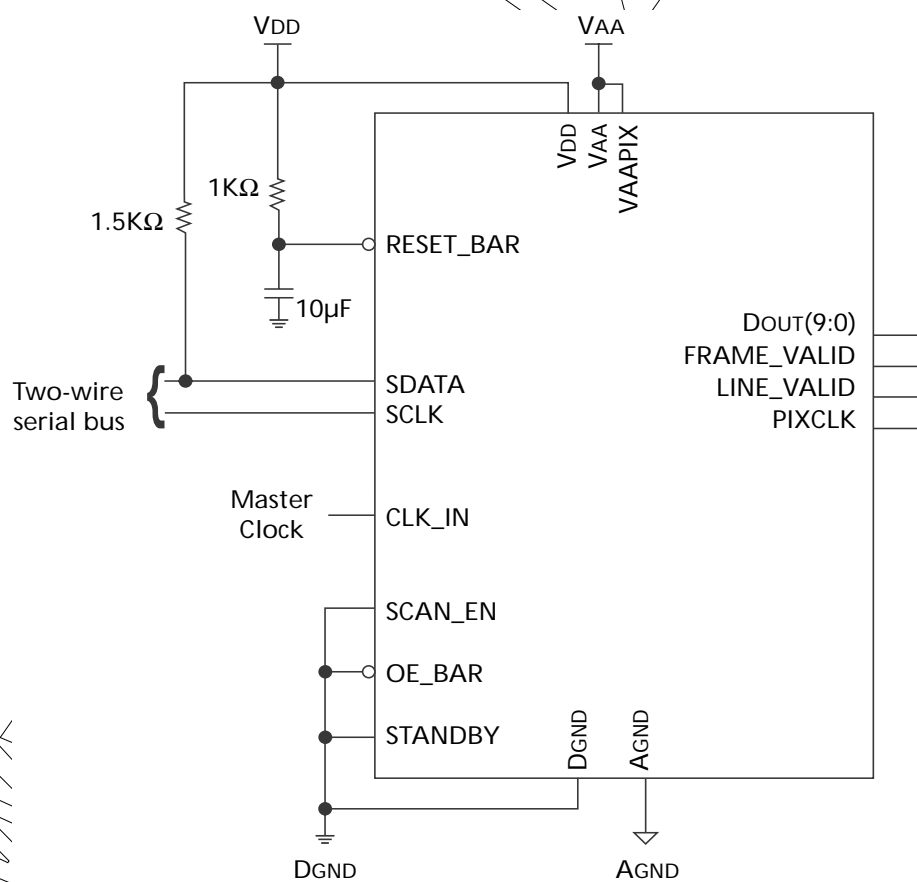 VDD
VAA
VDD
VAA
VAAPIX
1KΩ
1.5KΩ
RESET_BAR
10µF
DOUT(9:0)
FRAME_VALID
LINE_VALID
PIXCLK
Two-wire
serial bus
{
SDATA
SCLK
Master
Clock
CLK_IN
SCAN_EN
OE_BAR
STANDBY
DGND
AGND
DGND
AGND